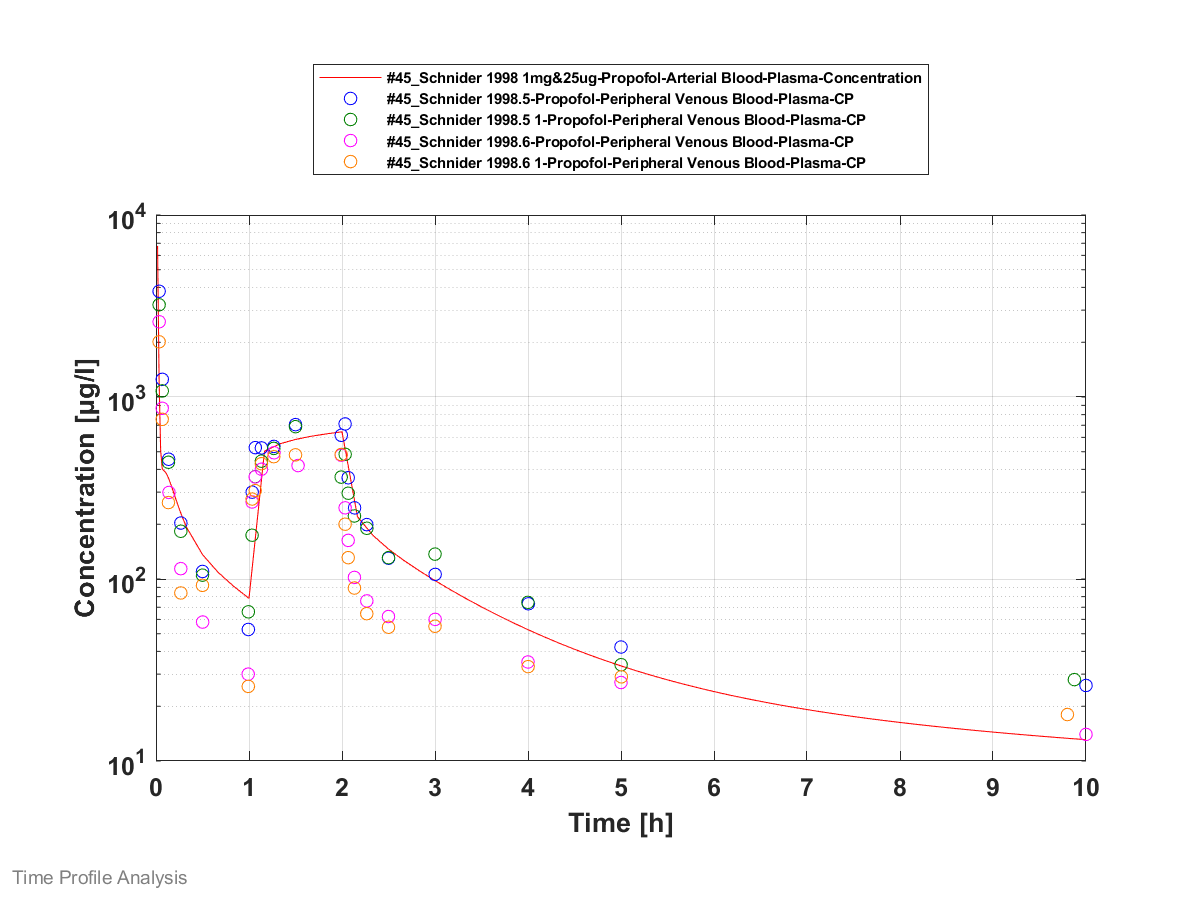 #45_Schnider 1998 1mg&25ug-Propofol-Arterial Blood-Plasma-Concentration
#45_Schnider 1998.5-Propofol-Peripheral Venous Blood-Plasma-CP
#45_Schnider 1998.5 1-Propofol-Peripheral Venous Blood-Plasma-CP
#45_Schnider 1998.6-Propofol-Peripheral Venous Blood-Plasma-CP
#45_Schnider 1998.6 1-Propofol-Peripheral Venous Blood-Plasma-CP
10^4
10^3
10^2
10^1
Concentration [µg/l]
0 1 2 3 4 5 6 7 8 9 10
Time [h]
Time Profile Analysis